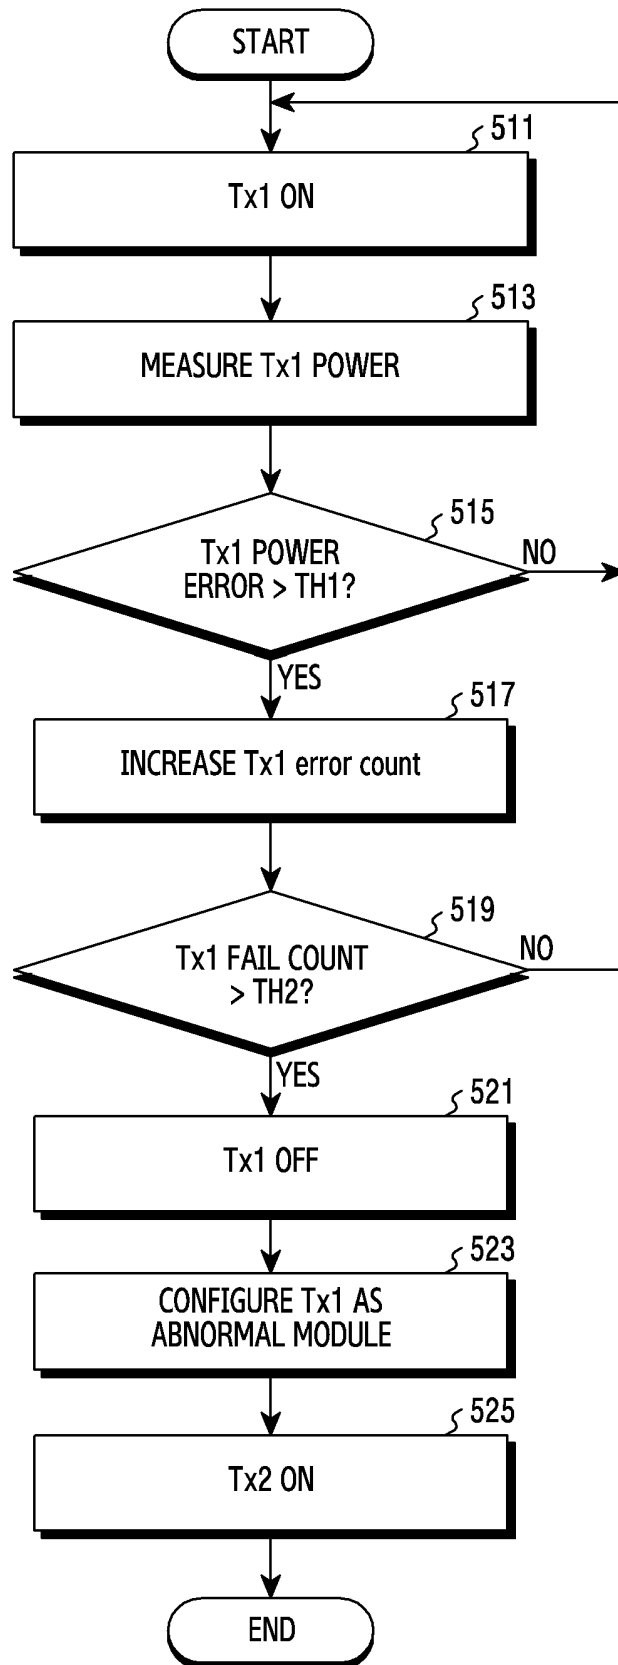 START
511
Tx1 ON
513
MEASURE Tx1 POWER
515
Tx1 POWER
ERROR > TH1?
NO
YES
517
INCREASE Tx1 error count
519
Tx1 FAIL COUNT
> TH2?
NO
YES
521
Tx1 OFF
523
CONFIGURE Tx1 AS
ABNORMAL MODULE
525
Tx2 ON
END